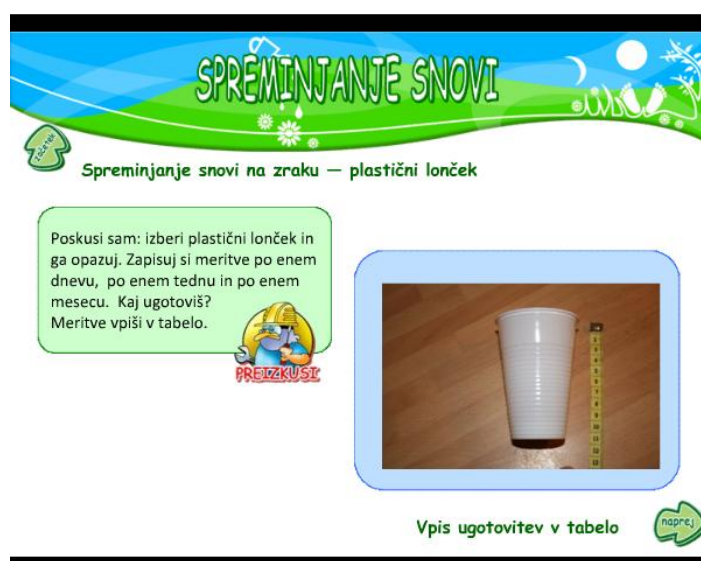 SPREMINJANJE SNOVI
začetek
Spreminjanje snovi na zraku — plastični lonček
Poskusi sam: izberi plastični lonček in
ga opazuj. Zapisuj si meritve po enem
dnevu, po enem tednu in po enem
mesecu. Kaj ugotoviš?
Meritve vpiši v tabelo.
PREIZKUSI
Vpis ugotovitev v tabelo
naprej